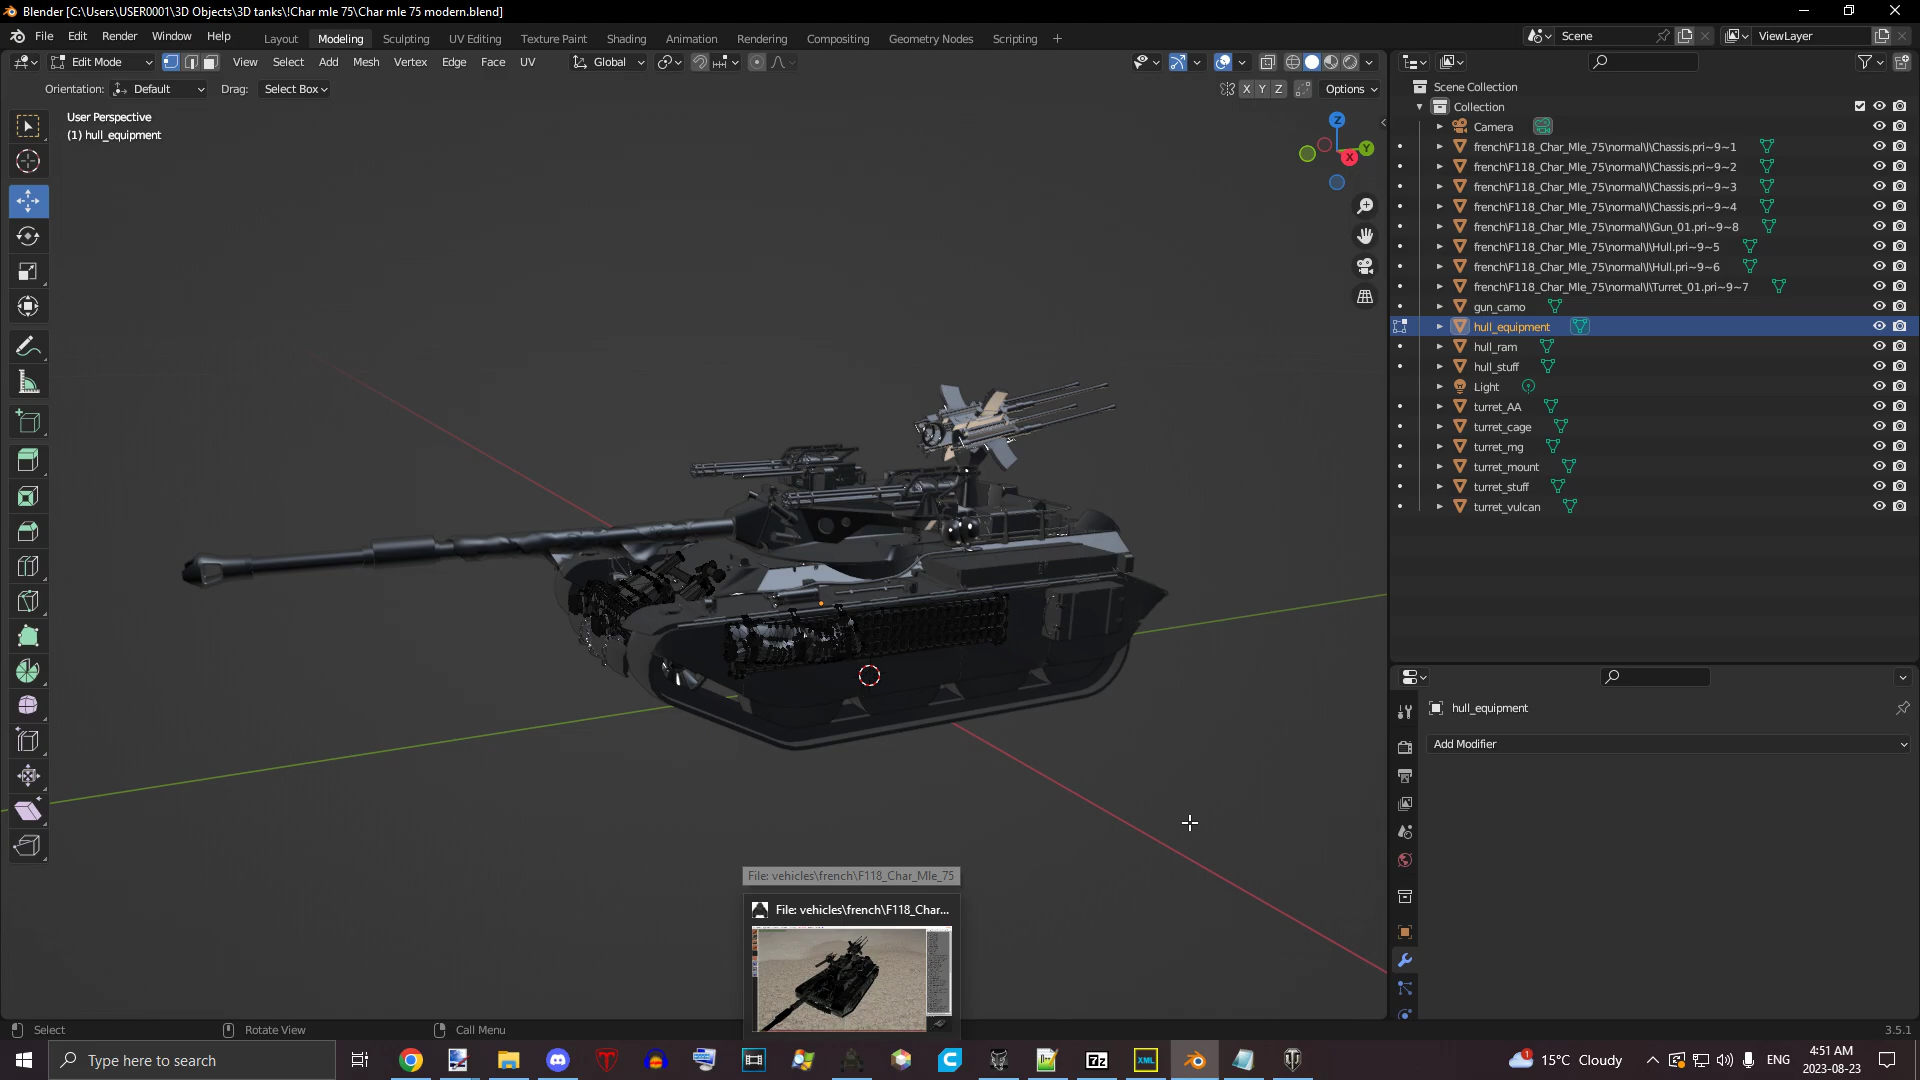 Blender [C:\Users\USER0001\3D Objects\3D tanks\!Char mle 75\Char mle 75 modern.blend]
File Edit Render Window Help
Layout Modeling Sculpting UV Editing Texture Paint Shading Animation Rendering Compositing Geometry Nodes Scripting +
Scene
ViewLayer
Edit Mode
View Select Add Mesh Vertex Edge Face UV
Global
Orientation: Default
Drag: Select Box
X Y Z
Options
User Perspective
(1) hull_equipment
Z
Y
X
Scene Collection
Collection
Camera
french\F118_Char_Mle_75\normal\l\Chassis.pri~9~1
french\F118_Char_Mle_75\normal\l\Chassis.pri~9~2
french\F118_Char_Mle_75\normal\l\Chassis.pri~9~3
french\F118_Char_Mle_75\normal\l\Chassis.pri~9~4
french\F118_Char_Mle_75\normal\l\Gun_01.pri~9~8
french\F118_Char_Mle_75\normal\l\Hull.pri~9~5
french\F118_Char_Mle_75\normal\l\Hull.pri~9~6
french\F118_Char_Mle_75\normal\l\Turret_01.pri~9~7
gun_camo
hull_equipment
hull_ram
hull_stuff
Light
turret_AA
turret_cage
turret_mg
turret_mount
turret_stuff
turret_vulcan
hull_equipment
Add Modifier
File: vehicles\french\F118_Char_Mle_75
File: vehicles\french\F118_Char...
Select
Rotate View
Call Menu
3.5.1
Type here to search
7z
XML
1
15°C Cloudy
ENG
4:51 AM
2023-08-23